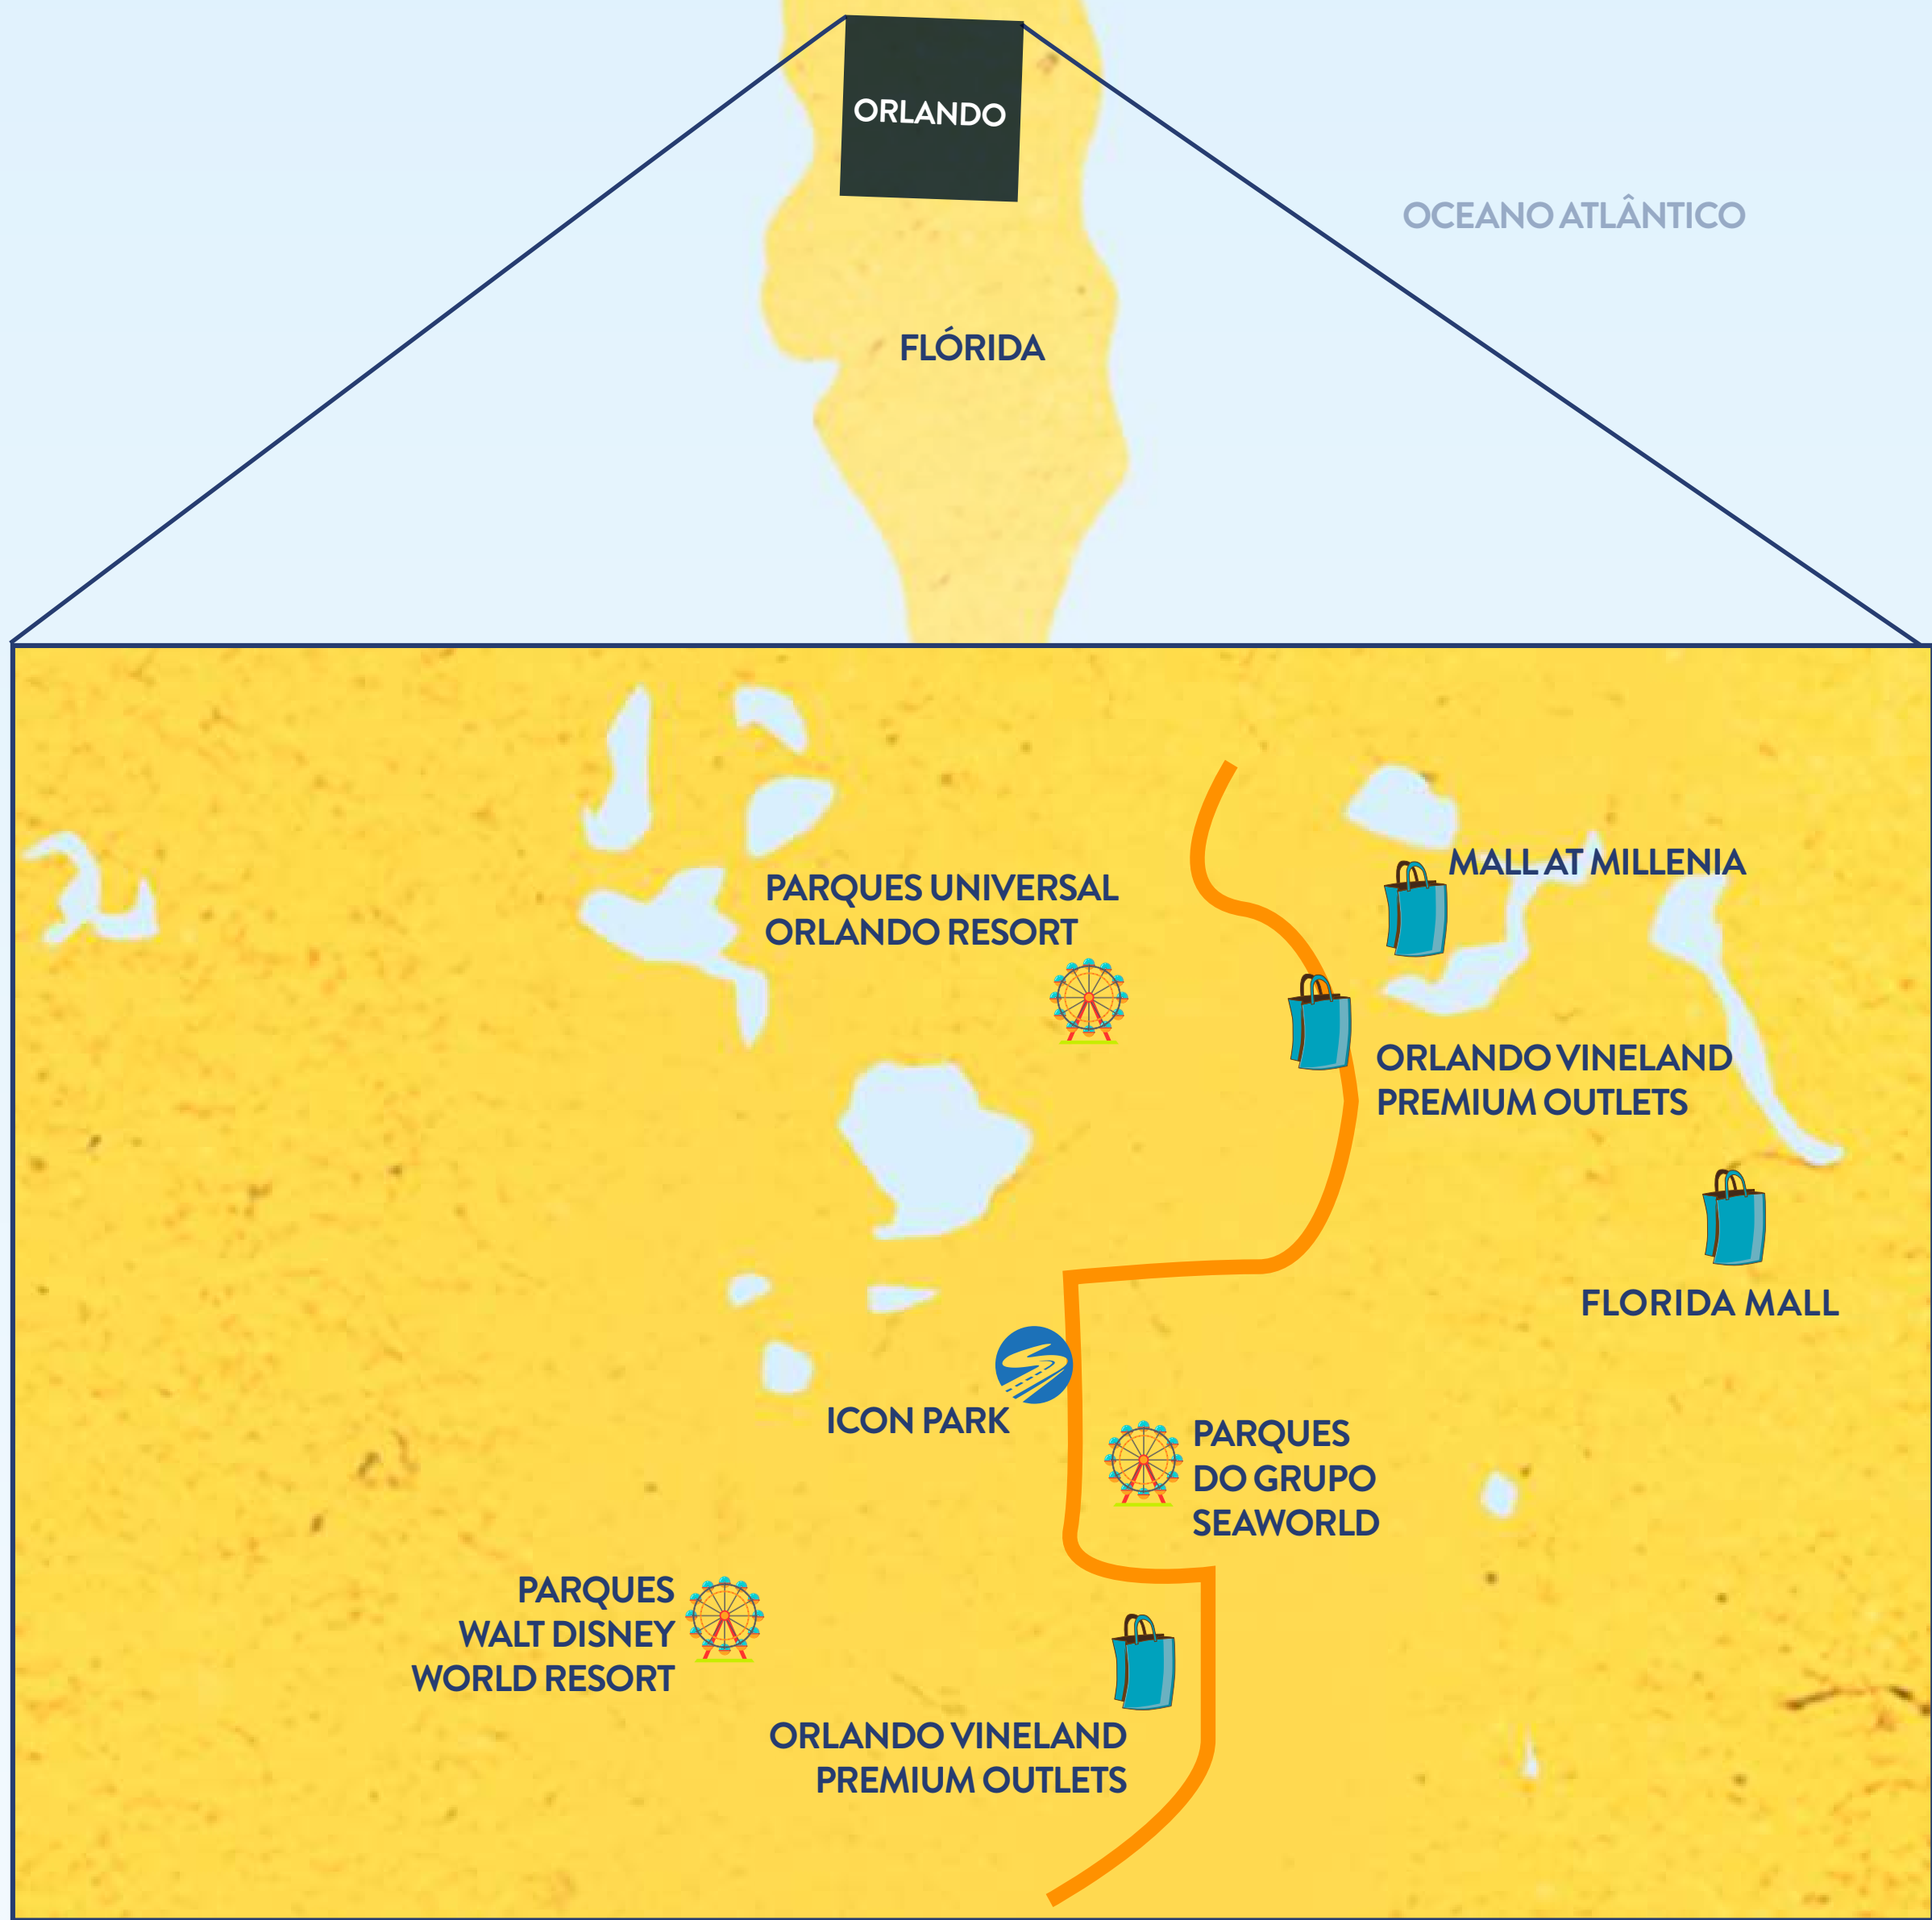 ORLANDO
OCEANO ATLÂNTICO
FLÓRIDA
MALL AT MILLENIA
PARQUES UNIVERSAL
ORLANDO RESORT
ORLANDO VINELAND
PREMIUM OUTLETS
FLORIDA MALL
ICON PARK
PARQUES
DO GRUPO
SEAWORLD
PARQUES
WALT DISNEY
WORLD RESORT
ORLANDO VINELAND
PREMIUM OUTLETS